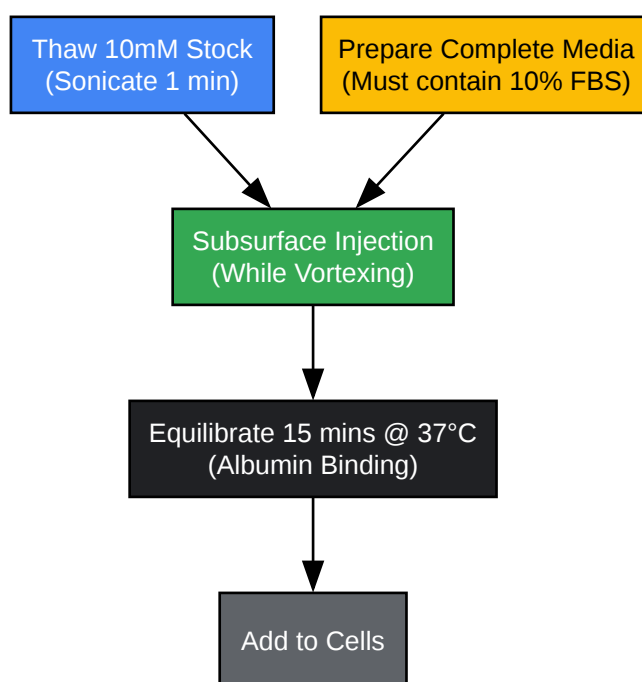 Thaw 10mM Stock
(Sonicate 1 min)
Prepare Complete Media
(Must contain 10% FBS)
Subsurface Injection
(While Vortexing)
Equilibrate 15 mins @ 37°C
(Albumin Binding)
Add to Cells